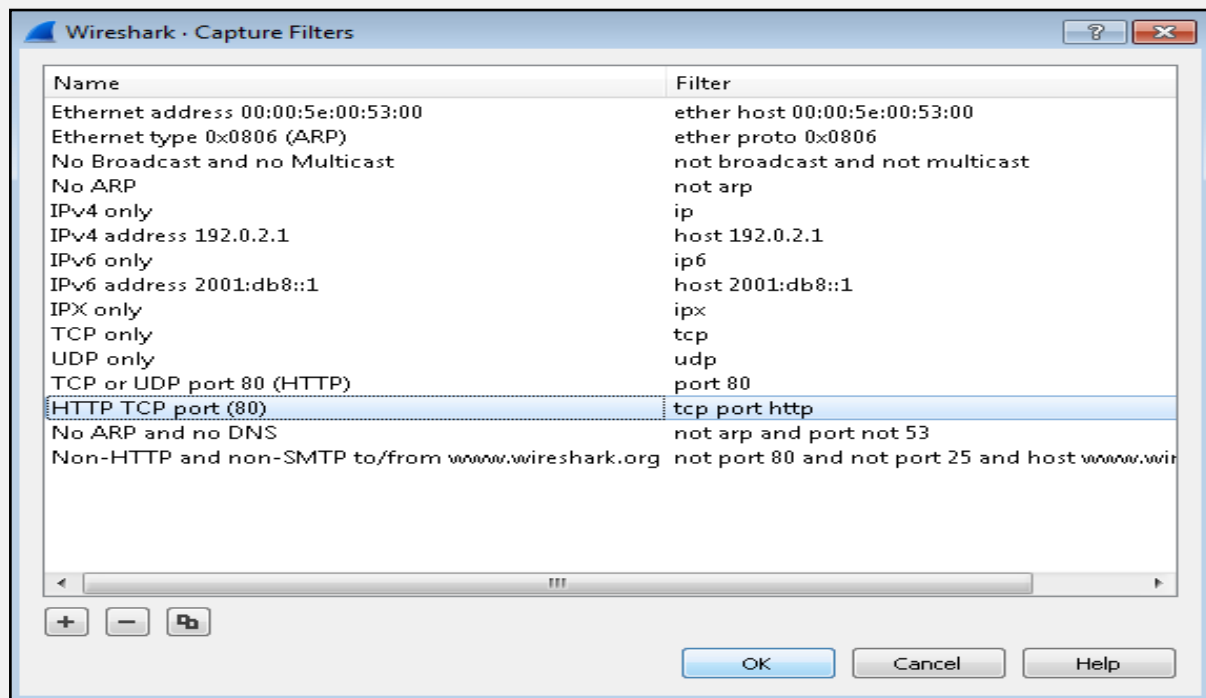 Wireshark · Capture Filters
Name Filter
Ethernet address 00:00:5e:00:53:00 ether host 00:00:5e:00:53:00
Ethernet type 0x0806 (ARP) ether proto 0x0806
No Broadcast and no Multicast not broadcast and not multicast
No ARP not arp
IPv4 only ip
IPv4 address 192.0.2.1 host 192.0.2.1
IPv6 only ip6
IPv6 address 2001:db8::1 host 2001:db8::1
IPX only ipx
TCP only tcp
UDP only udp
TCP or UDP port 80 (HTTP) port 80
HTTP TCP port (80) tcp port http
No ARP and no DNS not arp and port not 53
Non-HTTP and non-SMTP to/from www.wireshark.org not port 80 and not port 25 and host www.wir
OK Cancel Help